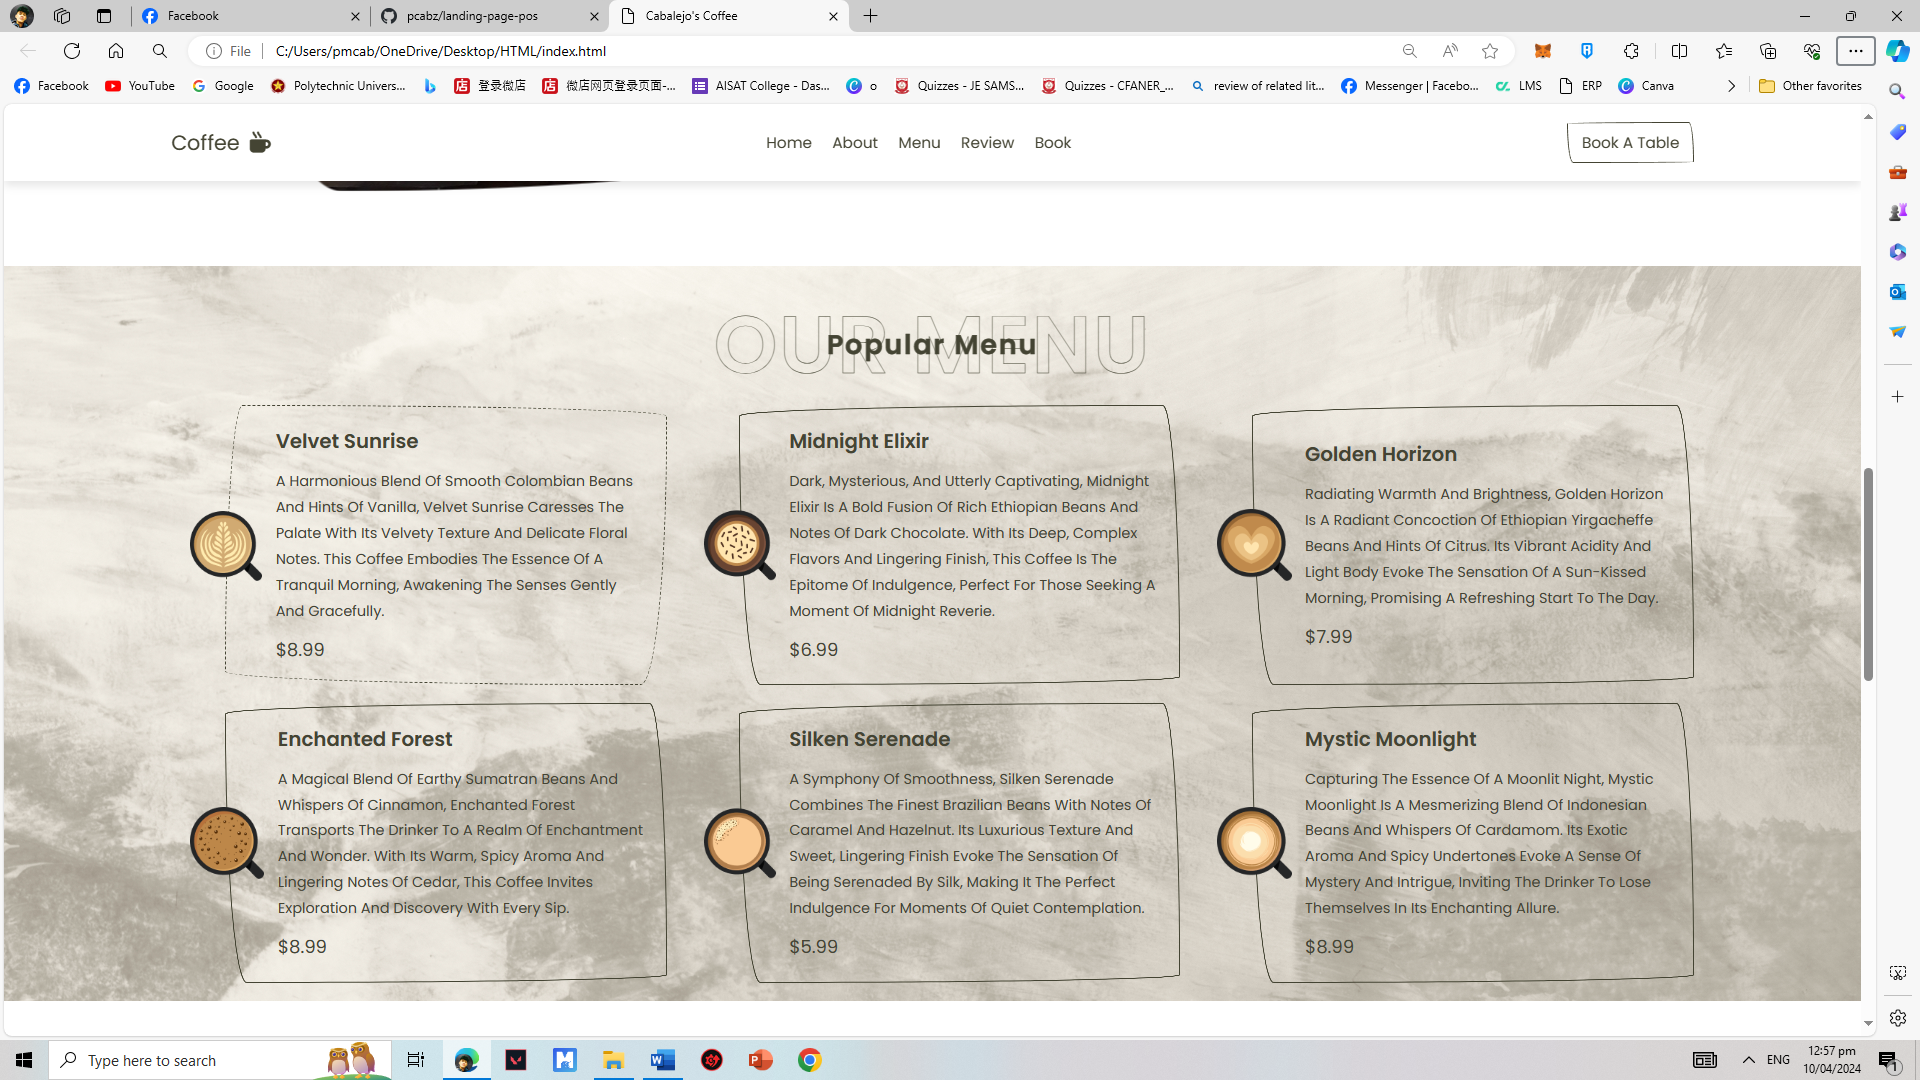 Facebook
pcabz/landing-page-pos
Cabalejo's Coffee
File
C:/Users/pmcab/OneDrive/Desktop/HTML/index.html
Facebook
YouTube
Google
Polytechnic Univers...
登录微店
微店网页登录页面-...
AISAT College - Das...
o
Quizzes - JE SAMS...
Quizzes - CFANER_...
review of related lit...
Messenger | Facebo...
LMS
ERP
Canva
Other favorites
Coffee
Home
About
Menu
Review
Book
Book A Table
OUR MENU
Popular Menu
Velvet Sunrise
A Harmonious Blend Of Smooth Colombian Beans
And Hints Of Vanilla, Velvet Sunrise Caresses The
Palate With Its Velvety Texture And Delicate Floral
Notes. This Coffee Embodies The Essence Of A
Tranquil Morning, Awakening The Senses Gently
And Gracefully.
$8.99
Midnight Elixir
Dark, Mysterious, And Utterly Captivating, Midnight
Elixir Is A Bold Fusion Of Rich Ethiopian Beans And
Notes Of Dark Chocolate. With Its Deep, Complex
Flavors And Lingering Finish, This Coffee Is The
Epitome Of Indulgence, Perfect For Those Seeking A
Moment Of Midnight Reverie.
$6.99
Golden Horizon
Radiating Warmth And Brightness, Golden Horizon
Is A Radiant Concoction Of Ethiopian Yirgacheffe
Beans And Hints Of Citrus. Its Vibrant Acidity And
Light Body Evoke The Sensation Of A Sun-Kissed
Morning, Promising A Refreshing Start To The Day.
$7.99
Enchanted Forest
A Magical Blend Of Earthy Sumatran Beans And
Whispers Of Cinnamon, Enchanted Forest
Transports The Drinker To A Realm Of Enchantment
And Wonder. With Its Warm, Spicy Aroma And
Lingering Notes Of Cedar, This Coffee Invites
Exploration And Discovery With Every Sip.
$8.99
Silken Serenade
A Symphony Of Smoothness, Silken Serenade
Combines The Finest Brazilian Beans With Notes Of
Caramel And Hazelnut. Its Luxurious Texture And
Sweet, Lingering Finish Evoke The Sensation Of
Being Serenaded By Silk, Making It The Perfect
Indulgence For Moments Of Quiet Contemplation.
$5.99
Mystic Moonlight
Capturing The Essence Of A Moonlit Night, Mystic
Moonlight Is A Mesmerizing Blend Of Indonesian
Beans And Whispers Of Cardamom. Its Exotic
Aroma And Spicy Undertones Evoke A Sense Of
Mystery And Intrigue, Inviting The Drinker To Lose
Themselves In Its Enchanting Allure.
$8.99
Type here to search
ENG
12:57 pm
10/04/2024
1